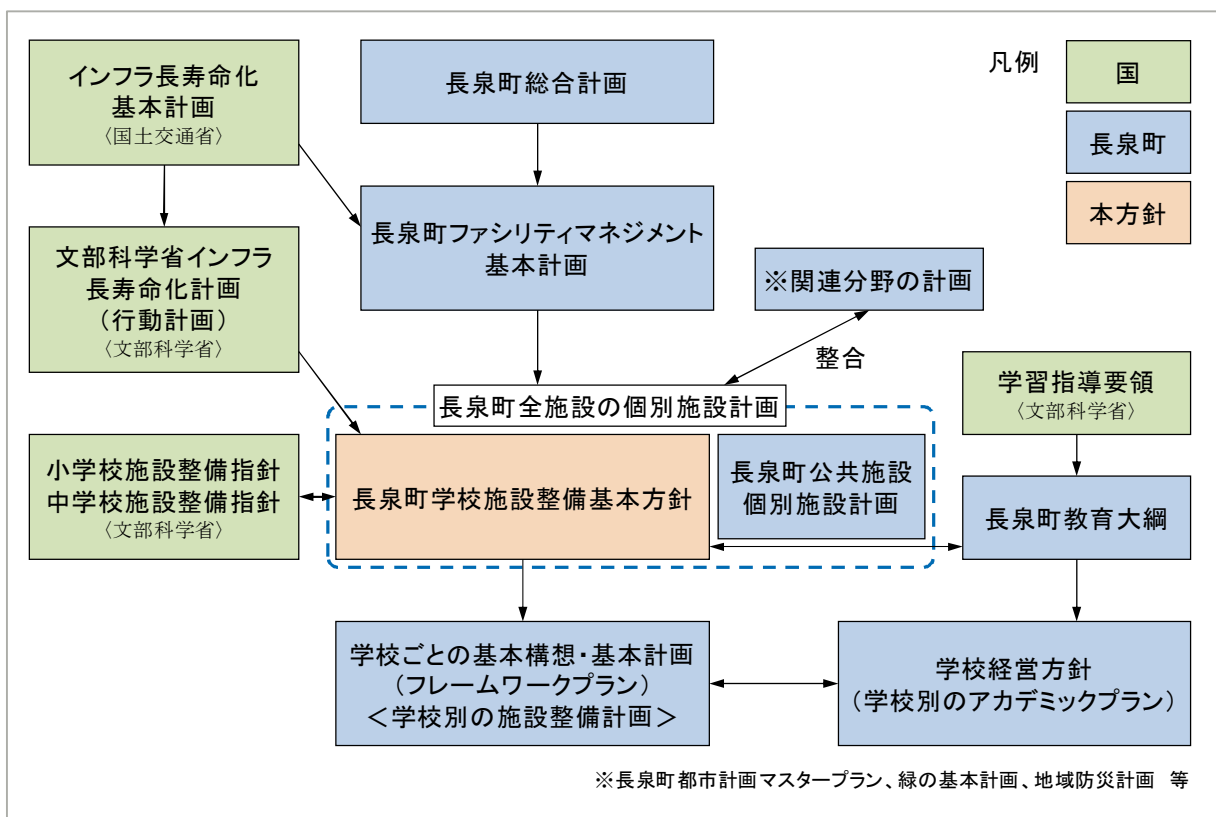 インフラ長寿命化
基本計画
〈国土交通省〉
長泉町総合計画
凡例
国
長泉町
本方針
文部科学省インフラ
長寿命化計画
(行動計画)
〈文部科学省〉
長泉町ファシリティマネジメント
基本計画
※関連分野の計画
整合
長泉町全施設の個別施設計画
学習指導要領
〈文部科学省〉
小学校施設整備指針
中学校施設整備指針
〈文部科学省〉
長泉町学校施設整備基本方針
長泉町公共施設
個別施設計画
長泉町教育大綱
学校ごとの基本構想・基本計画
(フレームワークプラン)
＜学校別の施設整備計画＞
学校経営方針
(学校別のアカデミックプラン)
※長泉町都市計画マスタープラン、緑の基本計画、地域防災計画 等